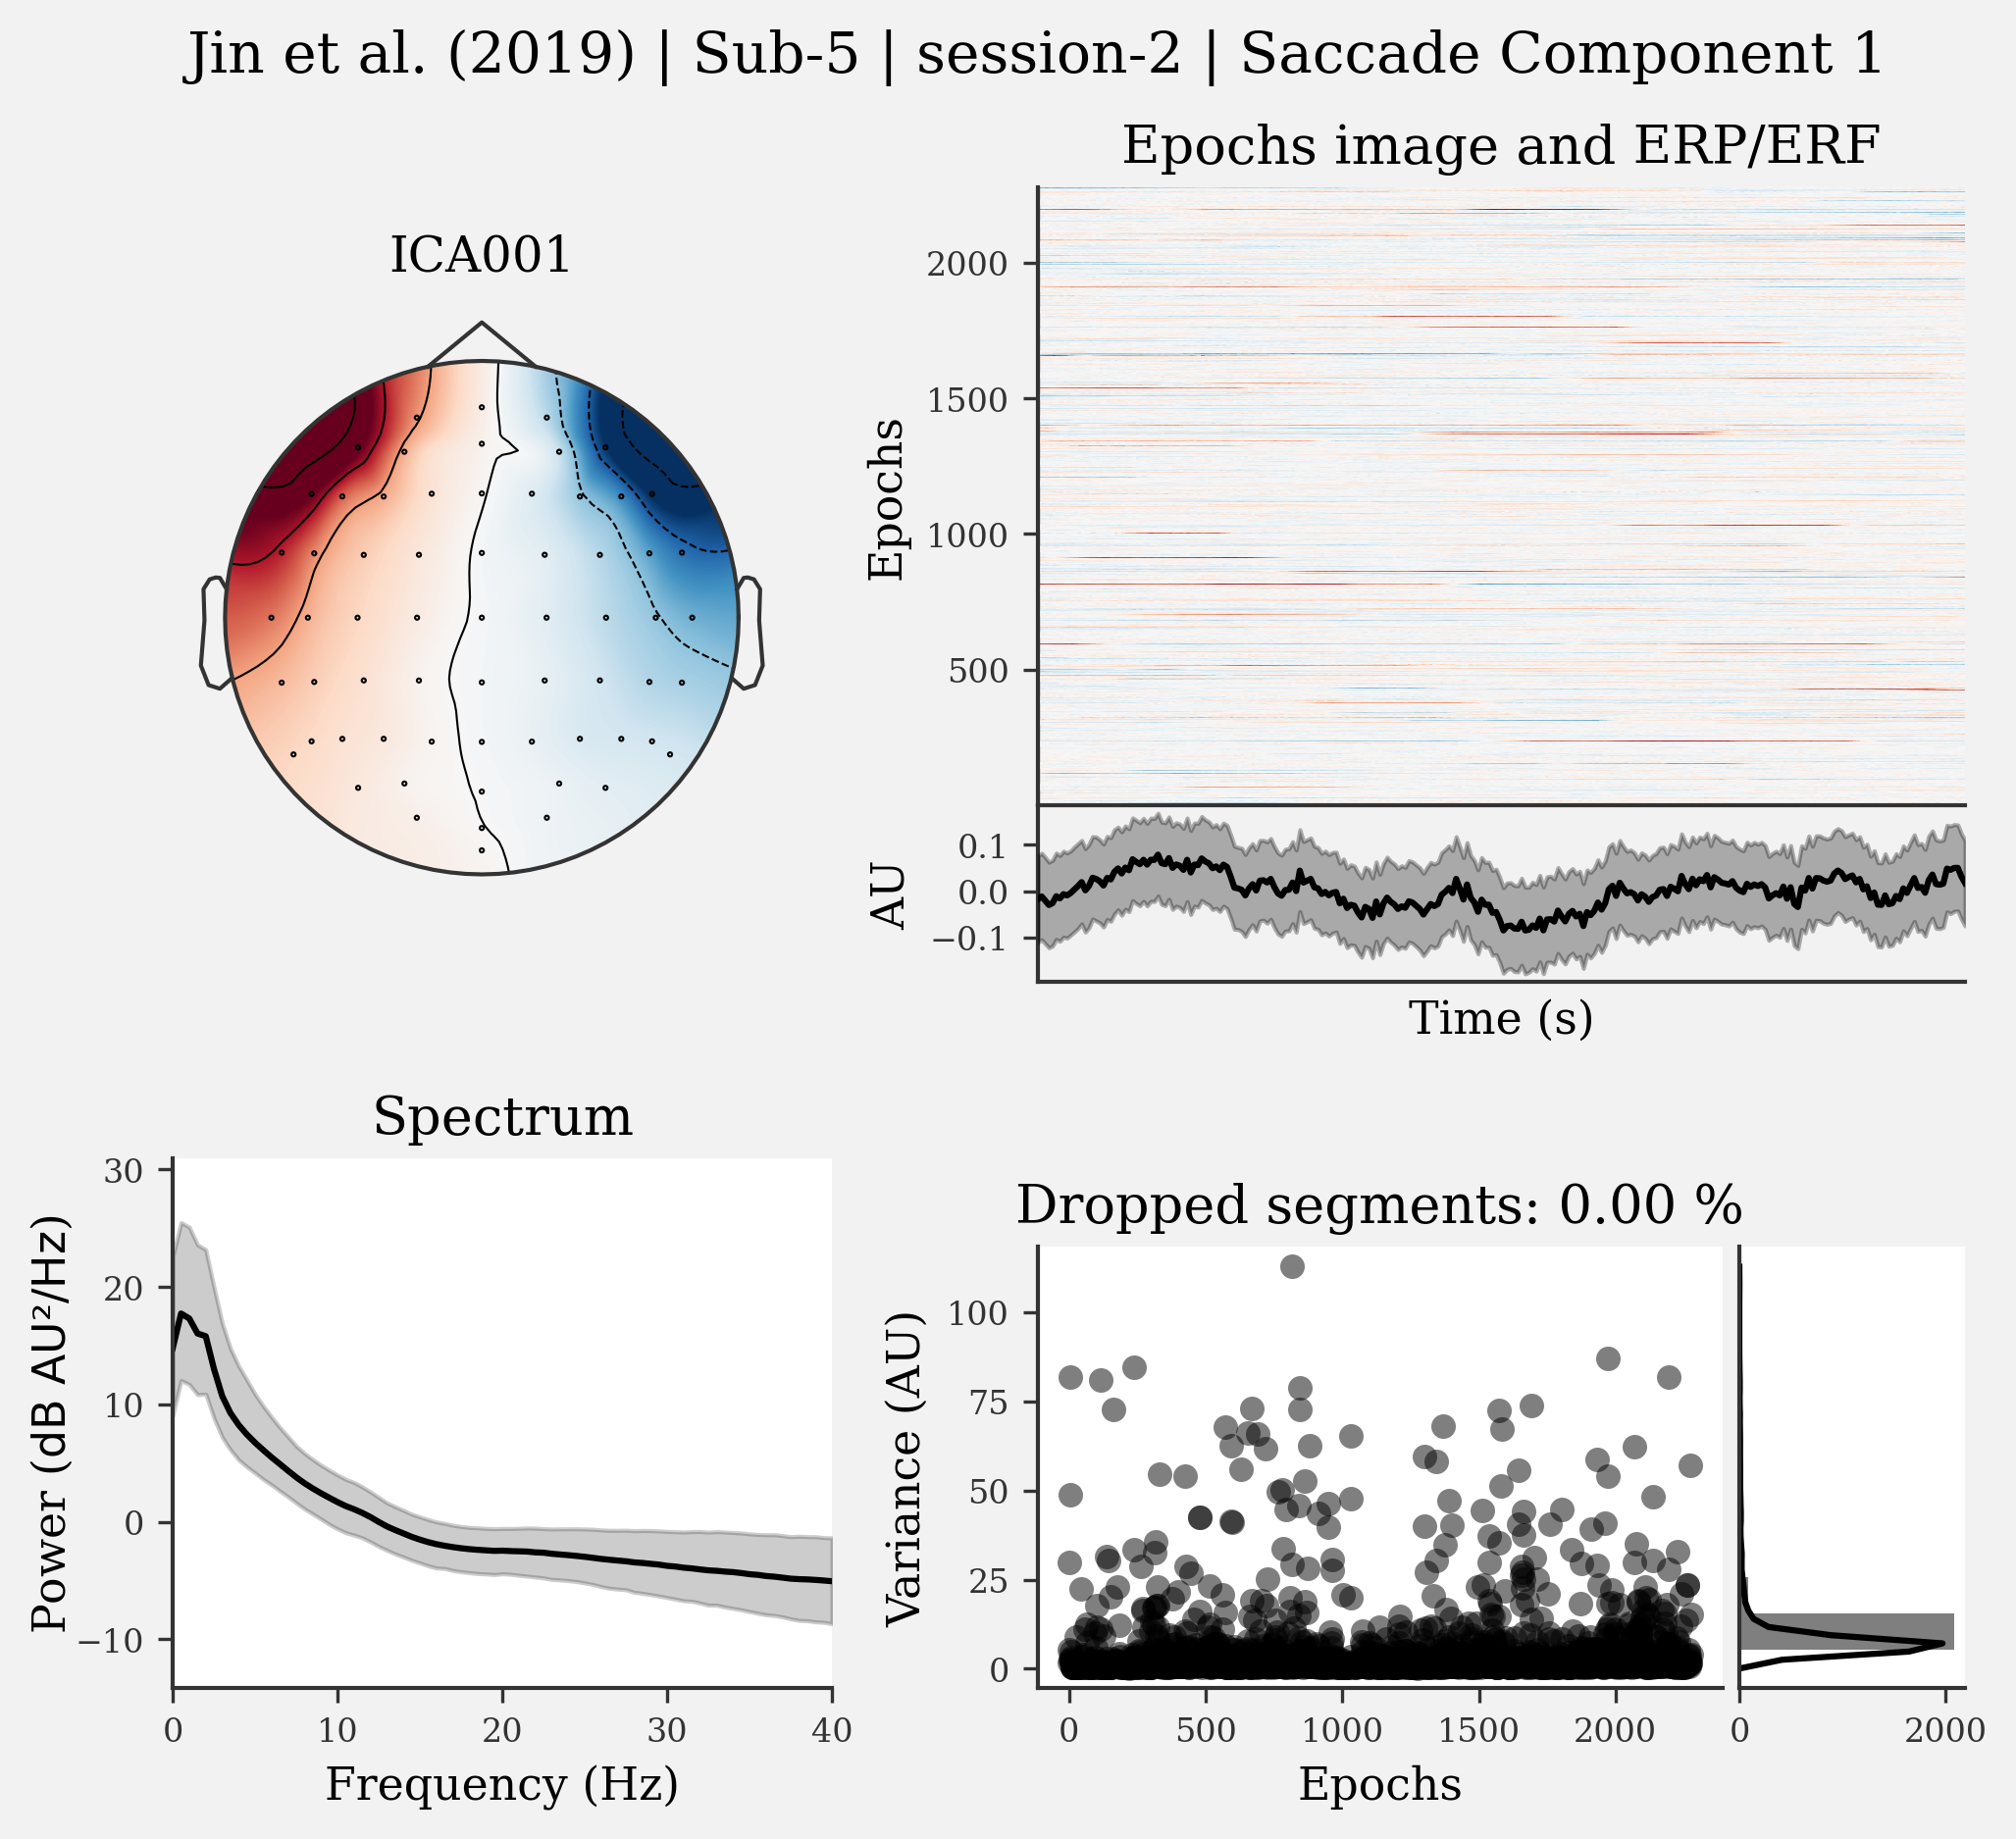 Jin et al. (2019) | Sub-5 | session-2 | Saccade Component 1
ICA001
Epochs image and ERP/ERF
Epochs
2000
1500
1000
500
AU
0.1
0.0
−0.1
Time (s)
Spectrum
Power (dB AU²/Hz)
30
20
10
0
−10
0 10 20 30 40
Frequency (Hz)
Dropped segments: 0.00 %
Variance (AU)
100
75
50
25
0
0 500 1000 1500 2000
0 2000
Epochs